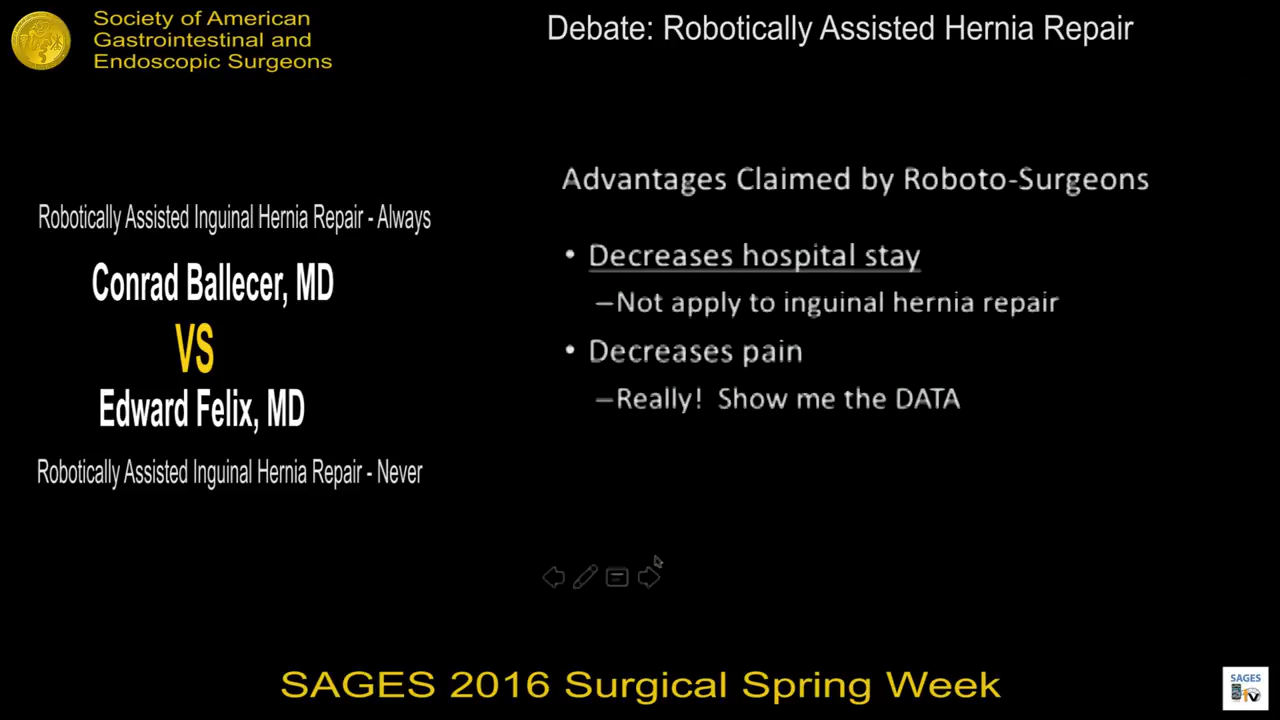 Society of American
Gastrointestinal and
Endoscopic Surgeons
Debate: Robotically Assisted Hernia Repair
Robotically Assisted Inguinal Hernia Repair - Always
Conrad Ballecer, MD
VS
Edward Felix, MD
Robotically Assisted Inguinal Hernia Repair - Never
Advantages Claimed by Roboto-Surgeons
• Decreases hospital stay
–Not apply to inguinal hernia repair
• Decreases pain
–Really! Show me the DATA
SAGES 2016 Surgical Spring Week
SAGES
TV